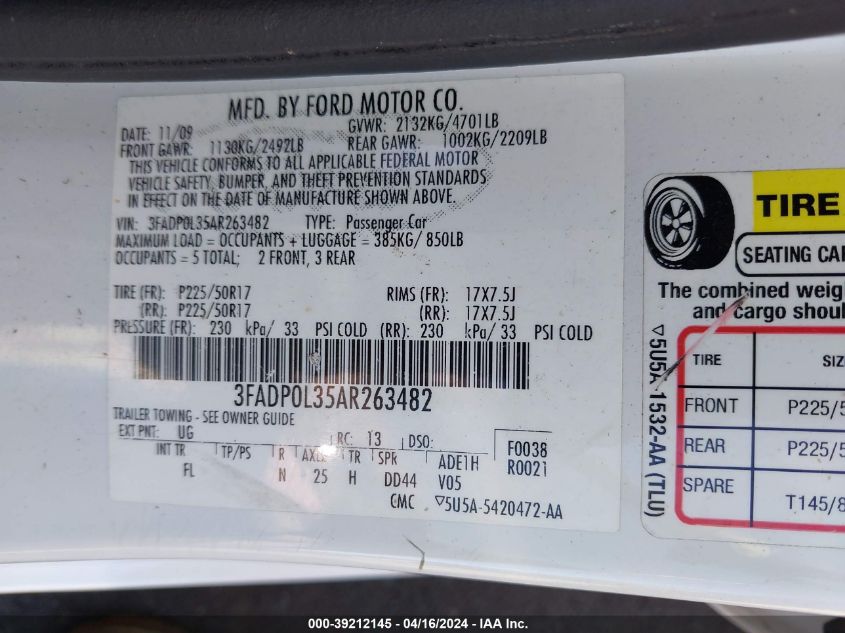 MFD. BY FORD MOTOR CO.
DATE: 11/09 GVWR: 2132KG/4701LB
FRONT GAWR: 1130KG/2492LB REAR GAWR: 1002KG/2209LB
THIS VEHICLE CONFORMS TO ALL APPLICABLE FEDERAL MOTOR
VEHICLE SAFETY, BUMPER, AND THEFT PREVENTION STANDARDS
IN EFFECT ON THE DATE OF MANUFACTURE SHOWN ABOVE.
VIN: 3FADP0L35AR263482 TYPE: Passenger Car
MAXIMUM LOAD = OCCUPANTS + LUGGAGE = 385KG/ 850LB
OCCUPANTS = 5 TOTAL; 2 FRONT, 3 REAR
TIRE (FR): P225/50R17 RIMS (FR): 17X7.5J
(RR): P225/50R17 (RR): 17X7.5J
PRESSURE (FR): 230 kPa/ 33 PSI COLD (RR): 230 kPa/ 33 PSI COLD
3FADP0L35AR263482
TRAILER TOWING - SEE OWNER GUIDE
EXT PNT: UG RC: 13 DSO: F0038
INT TR TP/PS R AXLE TR SPR ADE1H R0021
FL N 25 H DD44 V05
CMC ▽5U5A-5420472-AA
TIRE
SEATING CA
The combined weig
and cargo shoul
▽5U5A 1532-AA (TLU)
TIRE SIZ
FRONT P225/5
REAR P225/5
SPARE T145/8
000-39212145 - 04/16/2024 - IAA Inc.